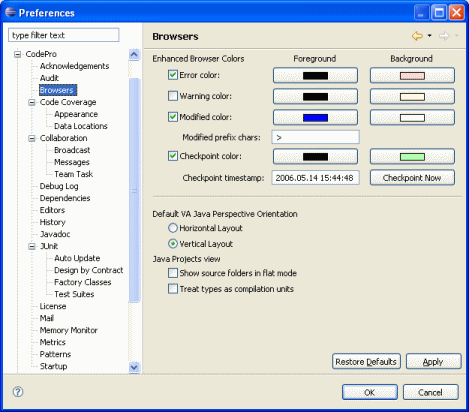 Preferences
type filter text
CodePro
Acknowledgements
Audit
Browsers
Code Coverage
Appearance
Data Locations
Collaboration
Broadcast
Messages
Team Task
Debug Log
Dependencies
Editors
History
Javadoc
JUnit
Auto Update
Design by Contract
Factory Classes
Test Suites
License
Mail
Memory Monitor
Metrics
Patterns
Startup
Browsers
Enhanced Browser Colors Foreground Background
Error color:
Warning color:
Modified color:
Modified prefix chars: >
Checkpoint color:
Checkpoint timestamp: 2006.05.14 15:44:48 Checkpoint Now
Default VA Java Perspective Orientation
Horizontal Layout
Vertical Layout
Java Projects view
Show source folders in flat mode
Treat types as compilation units
Restore Defaults Apply
? OK Cancel